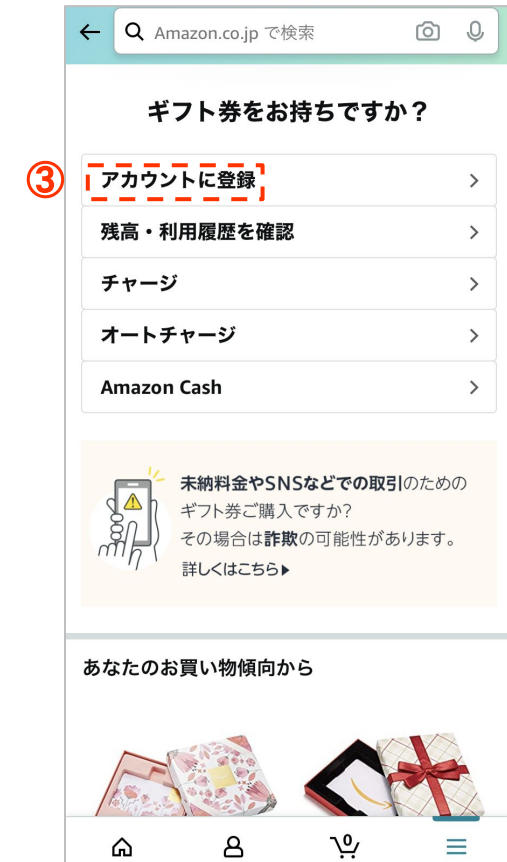 Amazon.co.jp で検索
ギフト券をお持ちですか？
③
アカウントに登録
残高・利用履歴を確認
チャージ
オートチャージ
Amazon Cash
未納料金やSNSなどでの取引のための
ギフト券ご購入ですか?
その場合は詐欺の可能性があります。
詳しくはこちら▶
あなたのお買い物傾向から
0